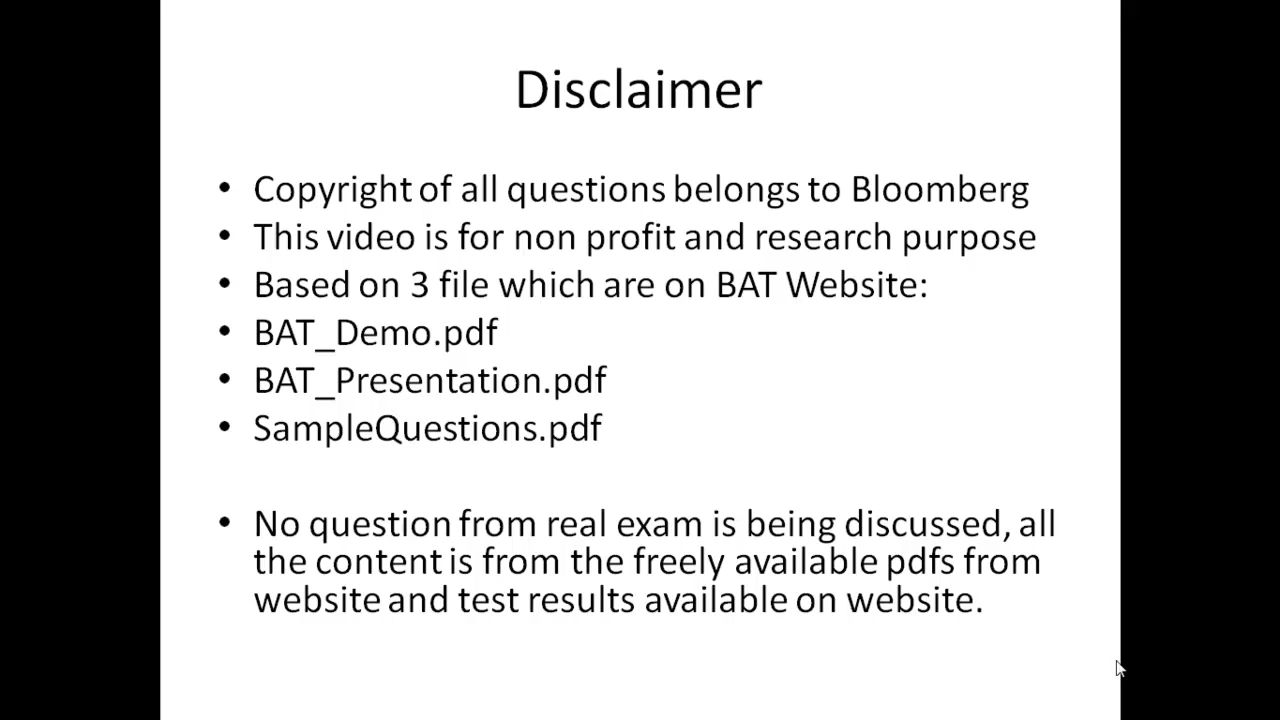 Disclaimer
• Copyright of all questions belongs to Bloomberg
• This video is for non profit and research purpose
• Based on 3 file which are on BAT Website:
• BAT_Demo.pdf
• BAT_Presentation.pdf
• SampleQuestions.pdf
• No question from real exam is being discussed, all
the content is from the freely available pdfs from
website and test results available on website.